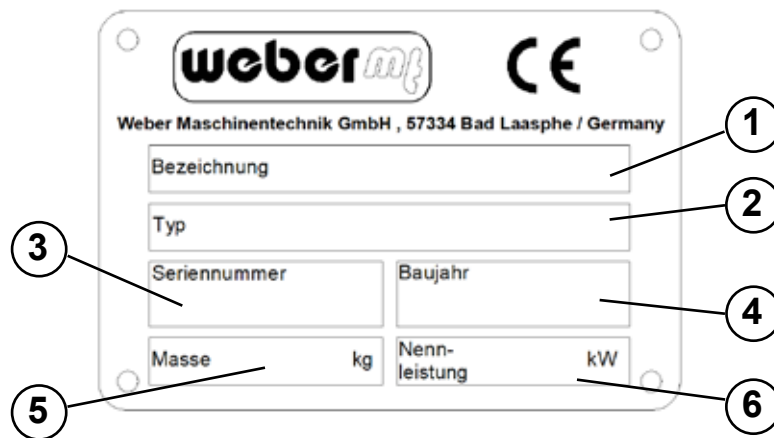 weber mt CE
Weber Maschinentechnik GmbH , 57334 Bad Laasphe / Germany
1
Bezeichnung
2
Typ
3
Seriennummer Baujahr
4
Masse kg Nenn-
leistung kW
5
6